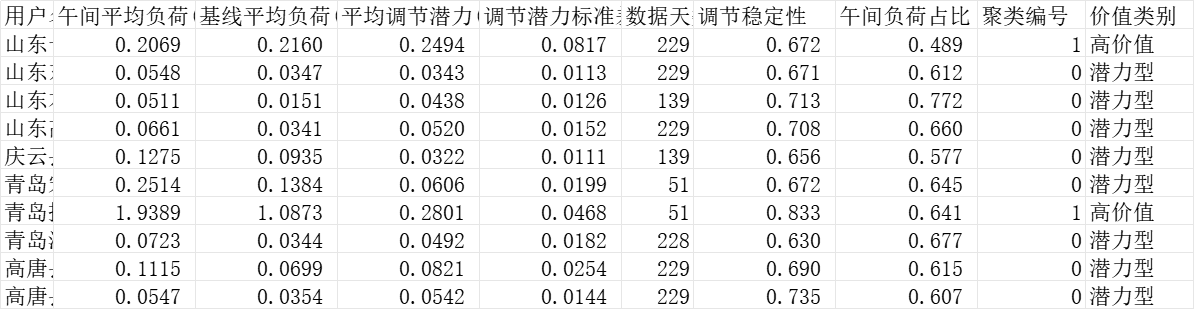 用户 午间平均负荷( 基线平均负荷( 平均调节潜力( 调节潜力标准 数据天 调节稳定性 午间负荷占比 聚类编号 价值类别
山东 0.2069 0.2160 0.2494 0.0817 229 0.672 0.489 1 高价值
山东 0.0548 0.0347 0.0343 0.0113 229 0.671 0.612 0 潜力型
山东 0.0511 0.0151 0.0438 0.0126 139 0.713 0.772 0 潜力型
山东 0.0661 0.0341 0.0520 0.0152 229 0.708 0.660 0 潜力型
庆云 0.1275 0.0935 0.0322 0.0111 139 0.656 0.577 0 潜力型
青岛 0.2514 0.1384 0.0606 0.0199 51 0.672 0.645 0 潜力型
青岛 1.9389 1.0873 0.2801 0.0468 51 0.833 0.641 1 高价值
青岛 0.0723 0.0344 0.0492 0.0182 228 0.630 0.677 0 潜力型
高唐 0.1115 0.0699 0.0821 0.0254 229 0.690 0.615 0 潜力型
高唐 0.0547 0.0354 0.0542 0.0144 229 0.735 0.607 0 潜力型